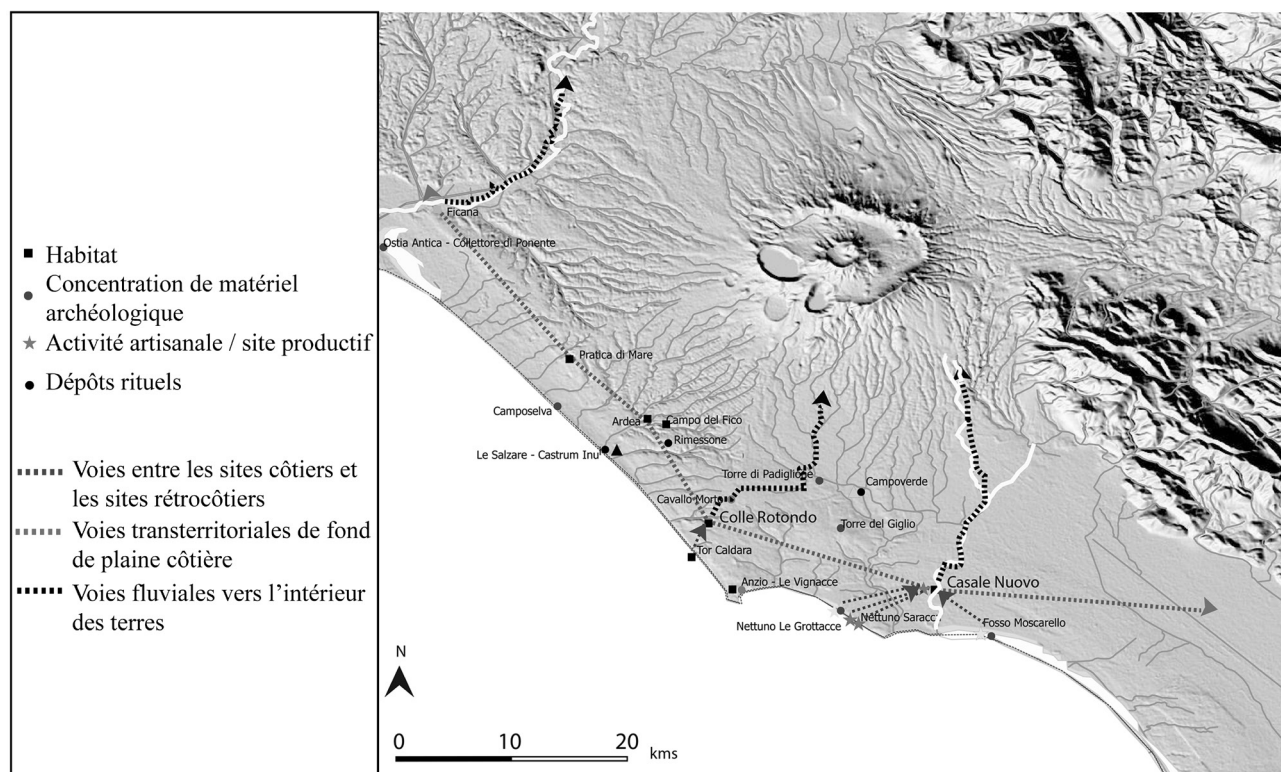 Habitat
Concentration de matériel
archéologique
Activité artisanale / site productif
Dépôts rituels
Voies entre les sites côtiers et
les sites rétrocôtiers
Voies transterritoriales de fond
de plaine côtière
Voies fluviales vers l’intérieur
des terres
Ficana
Ostia Antica - Collettore di Ponente
Pratica di Mare
Camposelva
Ardea
Campo del Fico
Rimessone
Le Salzare - Castrum Inui
Torre di Padiglione
Campoverde
Cavallo Morto
Colle Rotondo
Torre del Giglio
Tor Caldara
Anzio - Le Vignacce
Casale Nuovo
Nettuno Saracca
Nettuno Le Grottacce
Fosso Moscarello
N
0 10 20 kms